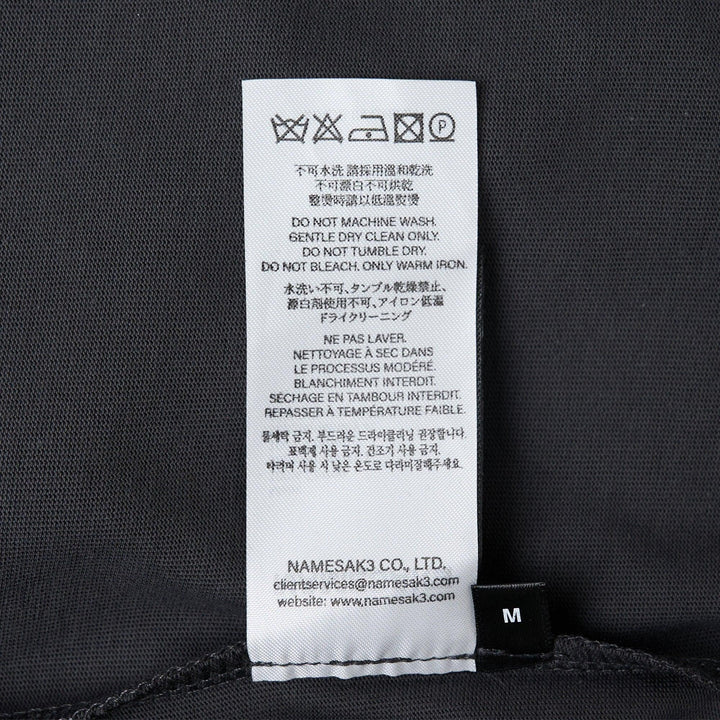 P
不可水洗 請採用溫和乾洗
不可漂白不可烘乾
整燙時請以低溫熨燙
DO NOT MACHINE WASH.
GENTLE DRY CLEAN ONLY.
DO NOT TUMBLE DRY.
DO NOT BLEACH. ONLY WARM IRON.
水洗い不可、タンブル乾燥禁止、
漂白剤使用不可、アイロン低温
ドライクリーニング
NE PAS LAVER.
NETTOYAGE À SEC DANS
LE PROCESSUS MODÉRÉ.
BLANCHIMENT INTERDIT.
SÉCHAGE EN TAMBOUR INTERDIT.
REPASSER À TEMPÉRATURE FAIBLE.
물세탁 금지. 부드러운 드라이클리닝 권장합니다.
표백제 사용 금지. 건조기 사용 금지.
다리미 사용 시 낮은 온도로 다려주세요.
NAMESAK3 CO., LTD.
clientservices@namesak3.com
website: www.namesak3.com
M